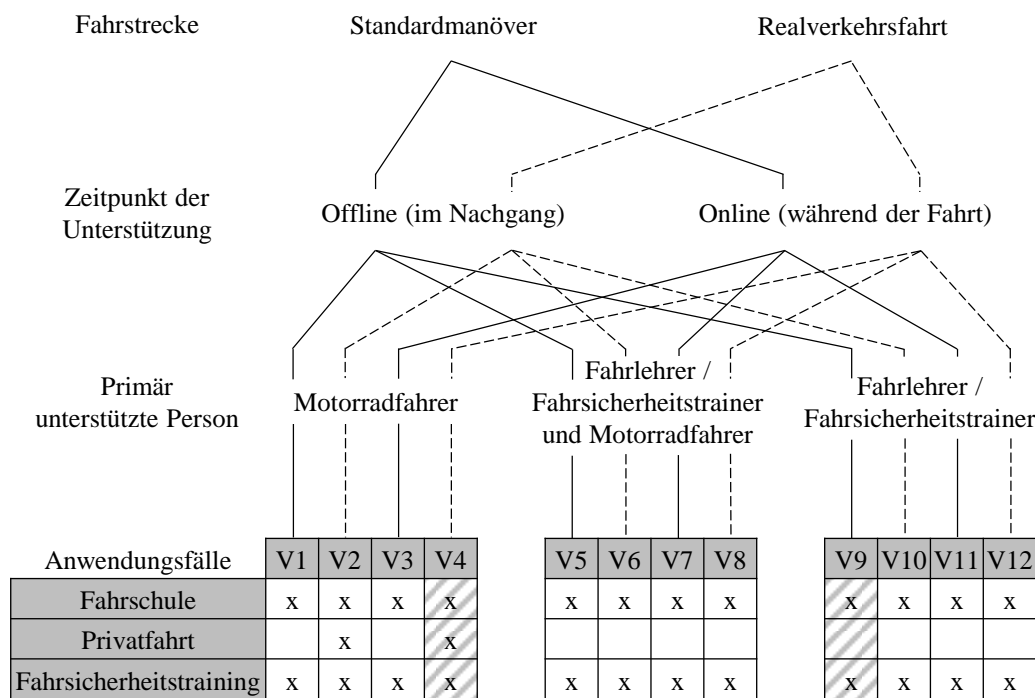 Fahrstrecke Standardmanöver Realverkehrsfahrt
Zeitpunkt der
Unterstützung
Offline (im Nachgang) Online (während der Fahrt)
Primär
unterstützte Person
Motorradfahrer
Fahrlehrer /
Fahrsicherheitstrainer
und Motorradfahrer
Fahrlehrer /
Fahrsicherheitstrainer
Anwendungsfälle V1 V2 V3 V4 V5 V6 V7 V8 V9 V10 V11 V12
Fahrschule x x x x x x x x x x x x
Privatfahrt x x
Fahrsicherheitstraining x x x x x x x x x x x x